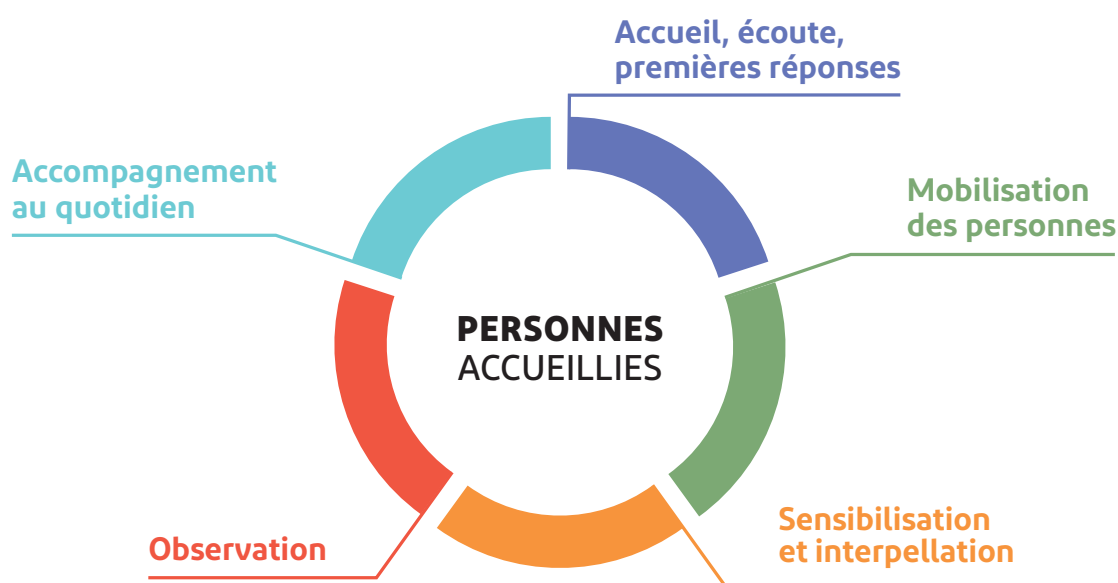 Accueil, écoute,
premières réponses
Accompagnement
au quotidien
Mobilisation
des personnes
PERSONNES
ACCUEILLIES
Sensibilisation
et interpellation
Observation